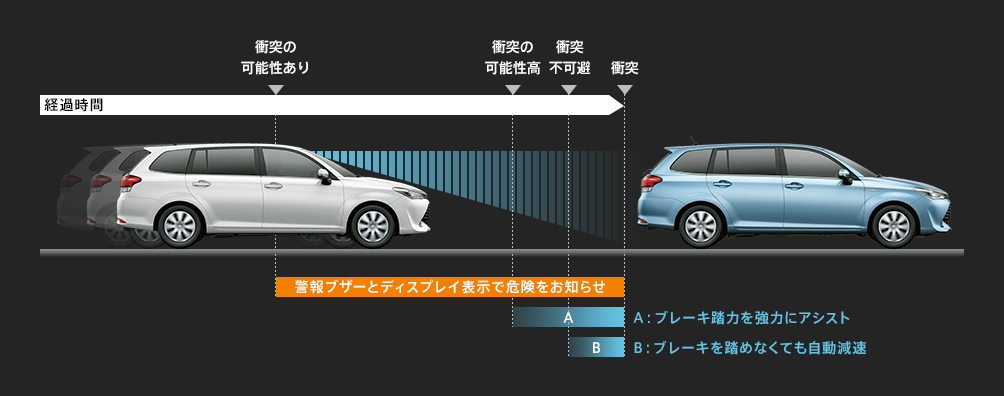 衝突の
可能性あり
衝突の
可能性高
衝突
不可避
衝突
経過時間
警報ブザーとディスプレイ表示で危険をお知らせ
A
A : ブレーキ踏力を強力にアシスト
B
B : ブレーキを踏めなくても自動減速